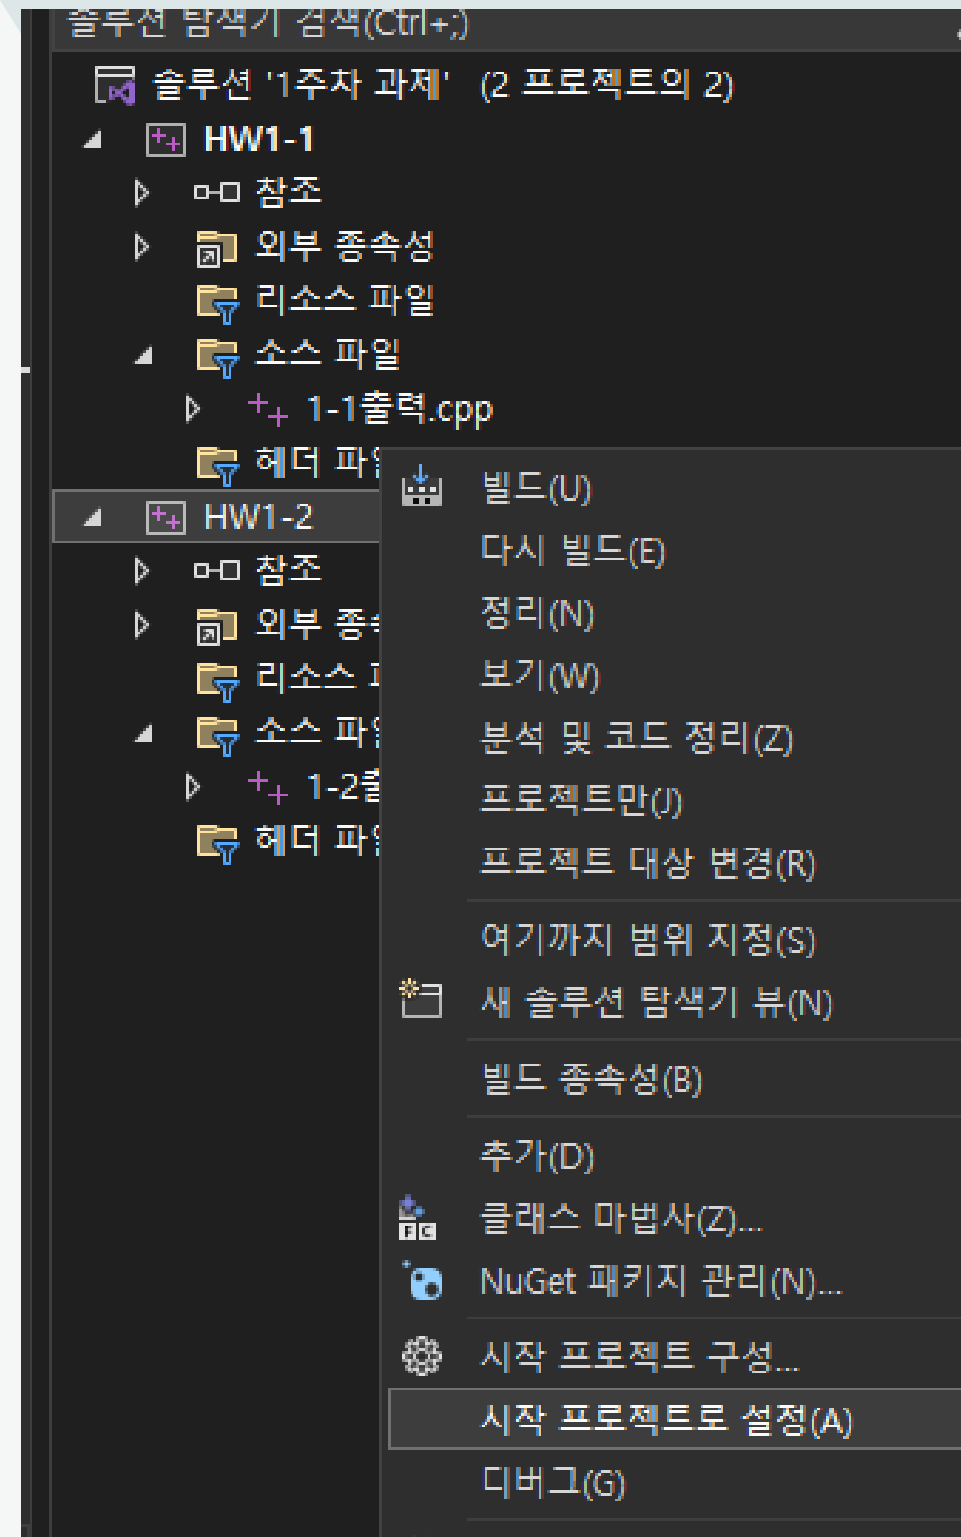 솔루션 탐색기 검색(Ctrl+;)
솔루션 '1주차 과제' (2 프로젝트의 2)
HW1-1
참조
외부 종속성
리소스 파일
소스 파일
1-1출력.cpp
헤더 파일
HW1-2
참조
외부 종속
리소스
소스 파일
1-2출
헤더 파일
빌드(U)
다시 빌드(E)
정리(N)
보기(W)
분석 및 코드 정리(Z)
프로젝트만(J)
프로젝트 대상 변경(R)
여기까지 범위 지정(S)
새 솔루션 탐색기 뷰(N)
빌드 종속성(B)
추가(D)
클래스 마법사(Z)...
NuGet 패키지 관리(N)...
시작 프로젝트 구성...
시작 프로젝트로 설정(A)
디버그(G)